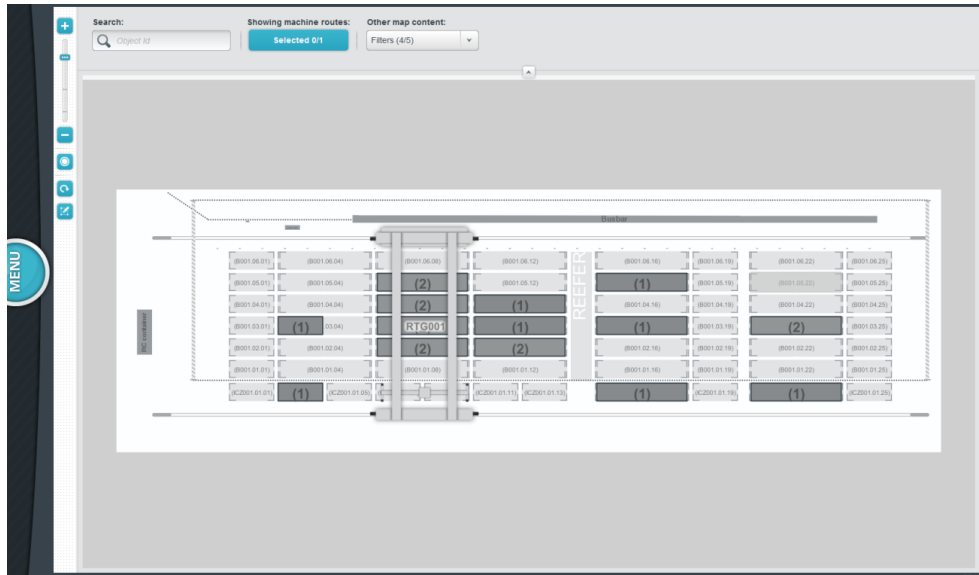 Search:
Showing machine routes:
Other map content:
Object Id
Selected 0/1
Filters (4/5)
MENU
Busbar
(B001.06.01) (B001.06.04) (B001.06.08) (B001.06.12) (B001.06.16) (B001.06.19) (B001.06.22) (B001.06.25)
(B001.05.01) (B001.05.04) (2) (B001.05.12) (1) (B001.05.19) (B001.05.22) (B001.05.25)
REEFER
(B001.04.01) (B001.04.04) (2) (1) (B001.04.16) (B001.04.19) (B001.04.22) (B001.04.25)
(B001.03.01) (1) 03.04) RTG001 (1) (1) (B001.03.19) (2) (B001.03.25)
(B001.02.01) (B001.02.04) (2) (2) (B001.02.16) (B001.02.19) (B001.02.22) (B001.02.25)
(B001.01.01) (B001.01.04) (B001.01.08) (B001.01.12) (B001.01.16) (B001.01.19) (B001.01.22) (B001.01.25)
(ICZ001.01.01) (1) (ICZ001.01.05) (ICZ001.01.11) (ICZ001.01.13) (1) (ICZ001.01.19) (1) (ICZ001.01.25)